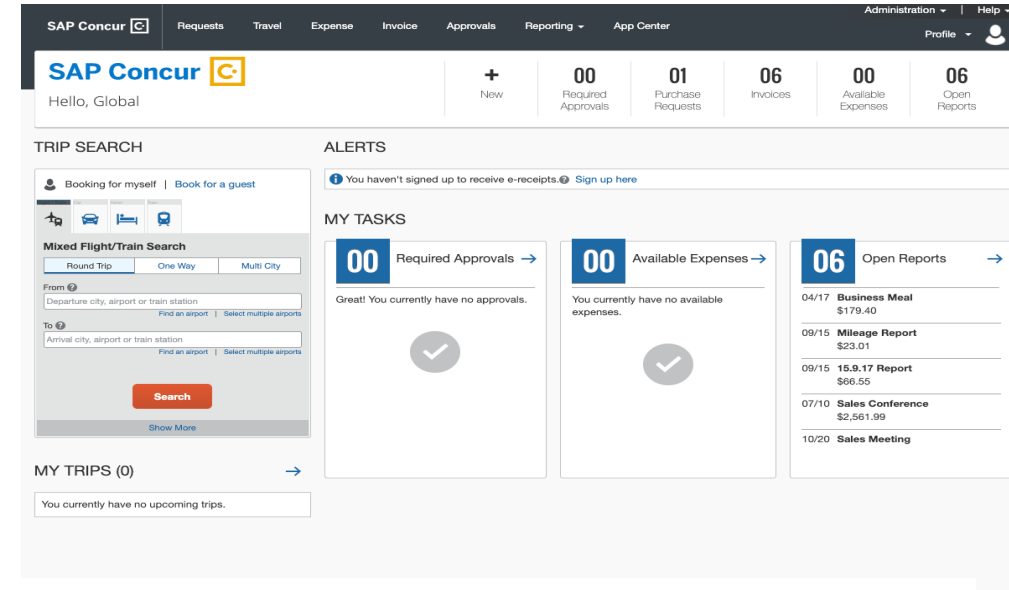 Administration | Help
SAP Concur C Requests Travel Expense Invoice Approvals Reporting App Center
Profile
SAP Concur C
Hello, Global
+ New
00 Required Approvals
01 Purchase Requests
06 Invoices
00 Available Expenses
06 Open Reports
TRIP SEARCH
Booking for myself | Book for a guest
Mixed Flight/Train Search
Round Trip One Way Multi City
From ?
Departure city, airport or train station
Find an airport | Select multiple airports
To ?
Arrival city, airport or train station
Find an airport | Select multiple airports
Search
Show More
MY TRIPS (0) →
You currently have no upcoming trips.
ALERTS
You haven't signed up to receive e-receipts. Sign up here
MY TASKS
00 Required Approvals →
Great! You currently have no approvals.
00 Available Expenses →
You currently have no available
expenses.
06 Open Reports →
04/17 Business Meal
$179.40
09/15 Mileage Report
$23.01
09/15 15.9.17 Report
$66.55
07/10 Sales Conference
$2,561.99
10/20 Sales Meeting